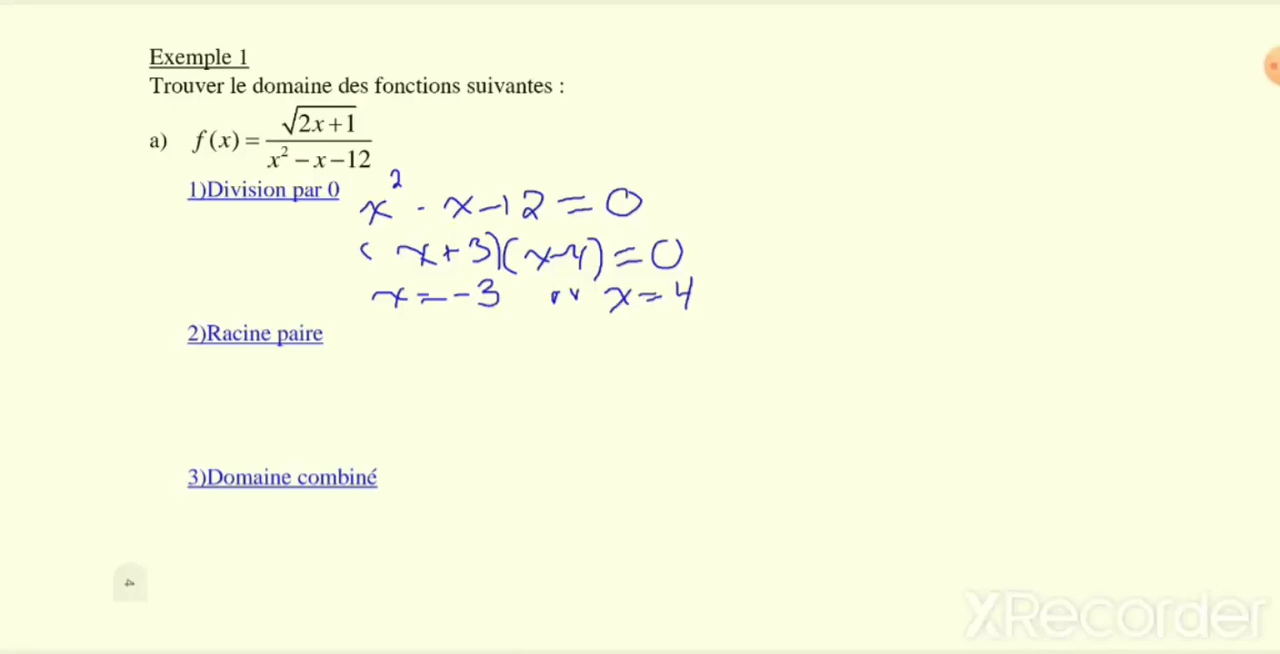 Exemple 1
Trouver le domaine des fonctions suivantes :
a) f(x) = √(2x+1) / (x² − x − 12)
1)Division par 0
x² - x - 12 = 0
(x + 3)(x - 4) = 0
x = -3 ou x = 4
2)Racine paire
3)Domaine combiné
4
XRecorder